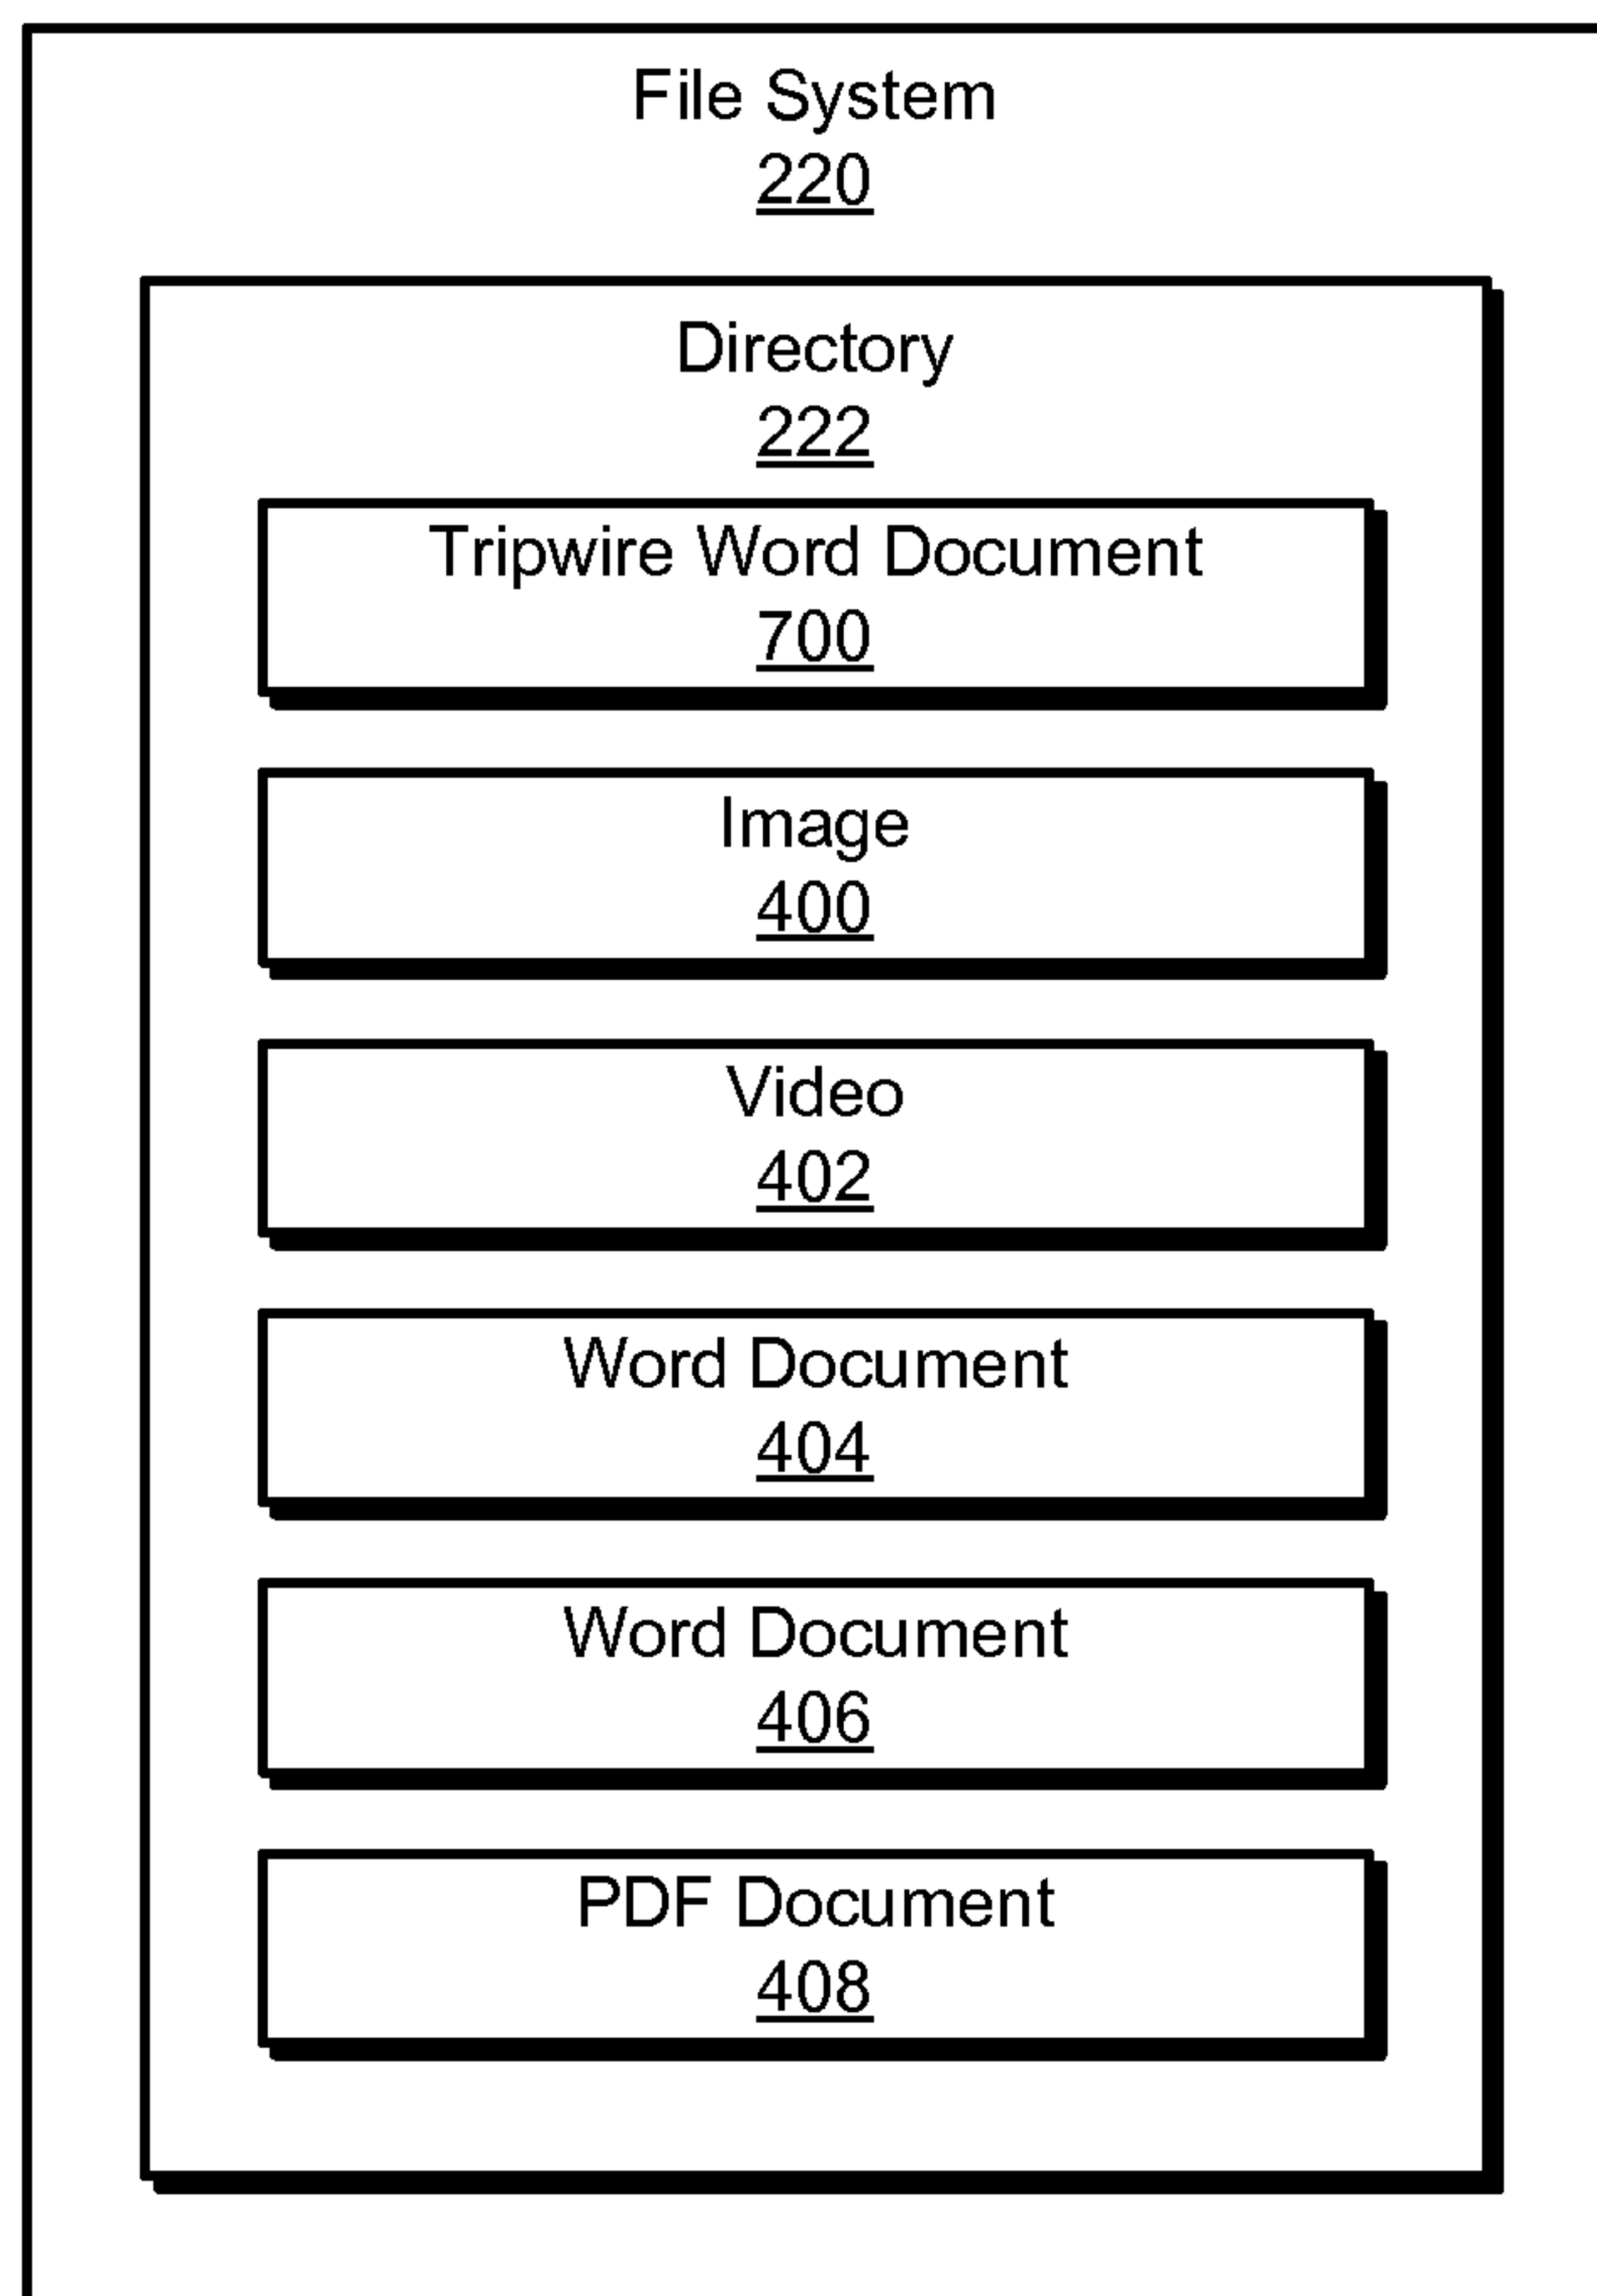 File System
220
Directory
222
Tripwire Word Document
700
Image
400
Video
402
Word Document
404
Word Document
406
PDF Document
408